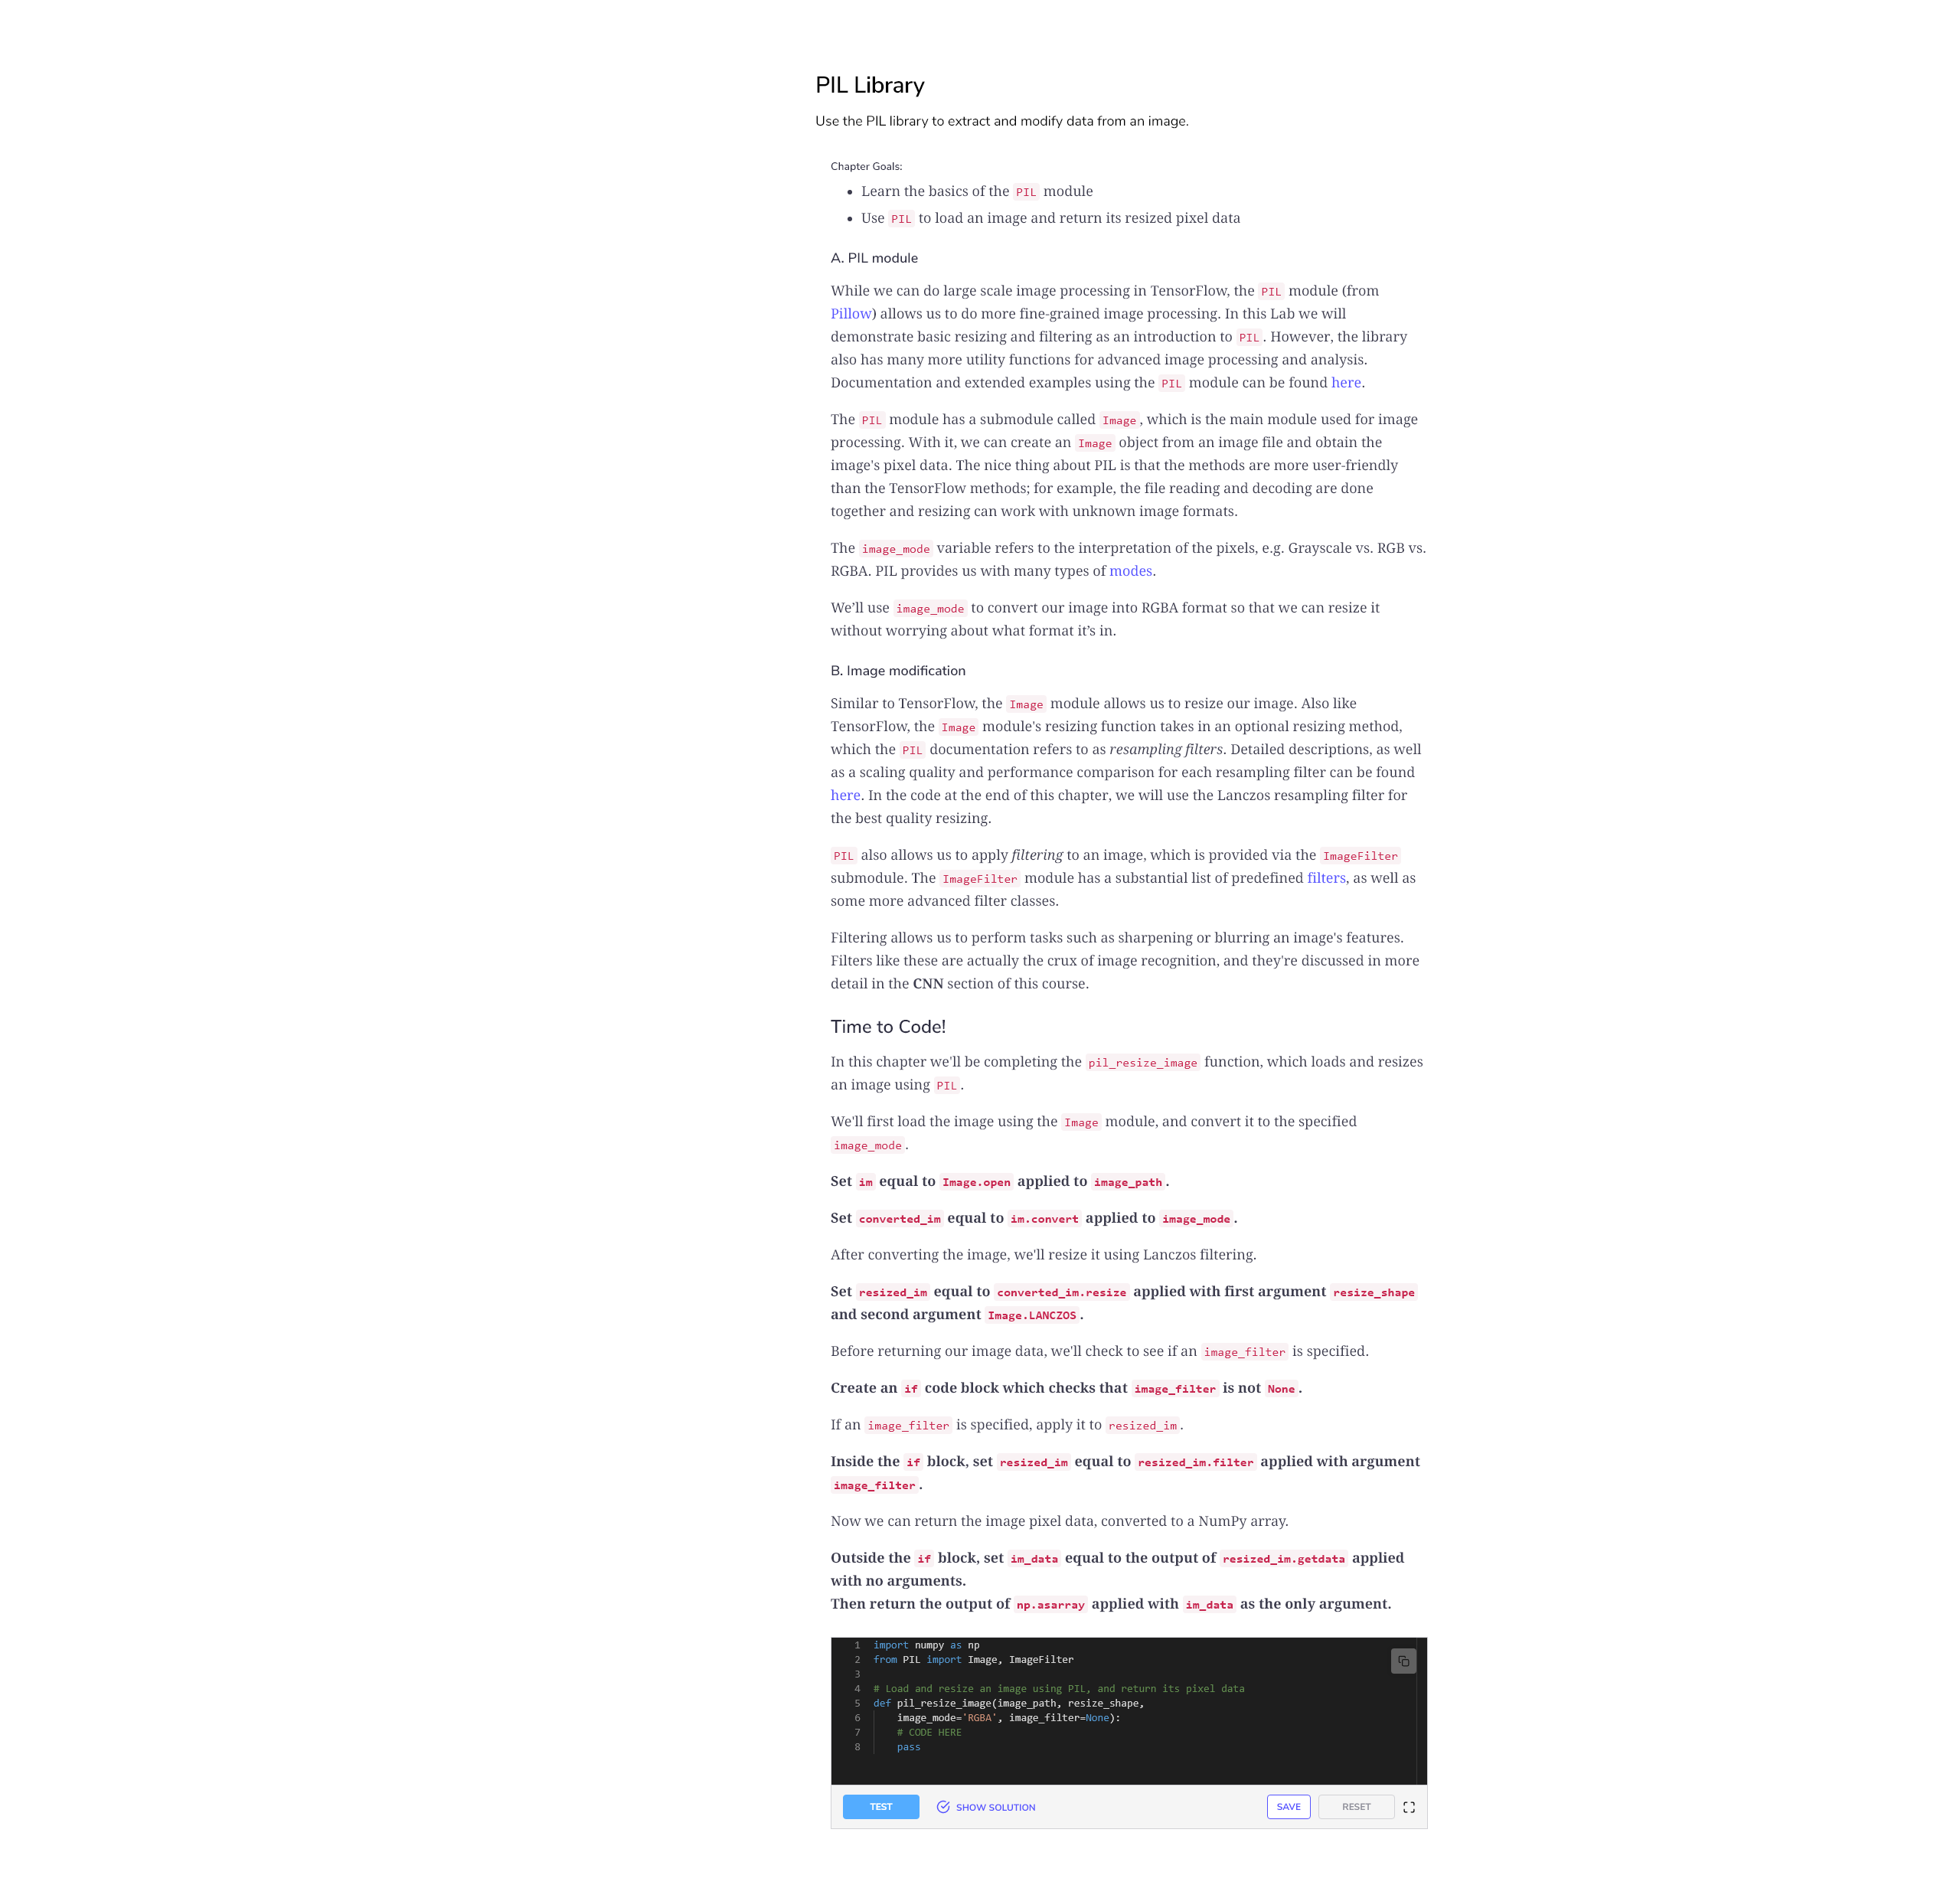 PIL Library
Use the PIL library to extract and modify data from an image.
Chapter Goals:
• Learn the basics of the PIL module
• Use PIL to load an image and return its resized pixel data
A. PIL module
While we can do large scale image processing in TensorFlow, the PIL module (from
Pillow) allows us to do more fine-grained image processing. In this Lab we will
demonstrate basic resizing and filtering as an introduction to PIL. However, the library
also has many more utility functions for advanced image processing and analysis.
Documentation and extended examples using the PIL module can be found here.
The PIL module has a submodule called Image, which is the main module used for image
processing. With it, we can create an Image object from an image file and obtain the
image's pixel data. The nice thing about PIL is that the methods are more user-friendly
than the TensorFlow methods; for example, the file reading and decoding are done
together and resizing can work with unknown image formats.
The image_mode variable refers to the interpretation of the pixels, e.g. Grayscale vs. RGB vs.
RGBA. PIL provides us with many types of modes.
We’ll use image_mode to convert our image into RGBA format so that we can resize it
without worrying about what format it’s in.
B. Image modification
Similar to TensorFlow, the Image module allows us to resize our image. Also like
TensorFlow, the Image module's resizing function takes in an optional resizing method,
which the PIL documentation refers to as resampling filters. Detailed descriptions, as well
as a scaling quality and performance comparison for each resampling filter can be found
here. In the code at the end of this chapter, we will use the Lanczos resampling filter for
the best quality resizing.
PIL also allows us to apply filtering to an image, which is provided via the ImageFilter
submodule. The ImageFilter module has a substantial list of predefined filters, as well as
some more advanced filter classes.
Filtering allows us to perform tasks such as sharpening or blurring an image's features.
Filters like these are actually the crux of image recognition, and they're discussed in more
detail in the CNN section of this course.
Time to Code!
In this chapter we'll be completing the pil_resize_image function, which loads and resizes
an image using PIL.
We'll first load the image using the Image module, and convert it to the specified
image_mode.
Set im equal to Image.open applied to image_path.
Set converted_im equal to im.convert applied to image_mode.
After converting the image, we'll resize it using Lanczos filtering.
Set resized_im equal to converted_im.resize applied with first argument resize_shape
and second argument Image.LANCZOS.
Before returning our image data, we'll check to see if an image_filter is specified.
Create an if code block which checks that image_filter is not None.
If an image_filter is specified, apply it to resized_im.
Inside the if block, set resized_im equal to resized_im.filter applied with argument
image_filter.
Now we can return the image pixel data, converted to a NumPy array.
Outside the if block, set im_data equal to the output of resized_im.getdata applied
with no arguments.
Then return the output of np.asarray applied with im_data as the only argument.
1 import numpy as np
2 from PIL import Image, ImageFilter
3
4 # Load and resize an image using PIL, and return its pixel data
5 def pil_resize_image(image_path, resize_shape,
6     image_mode='RGBA', image_filter=None):
7     # CODE HERE
8     pass
TEST SHOW SOLUTION SAVE RESET